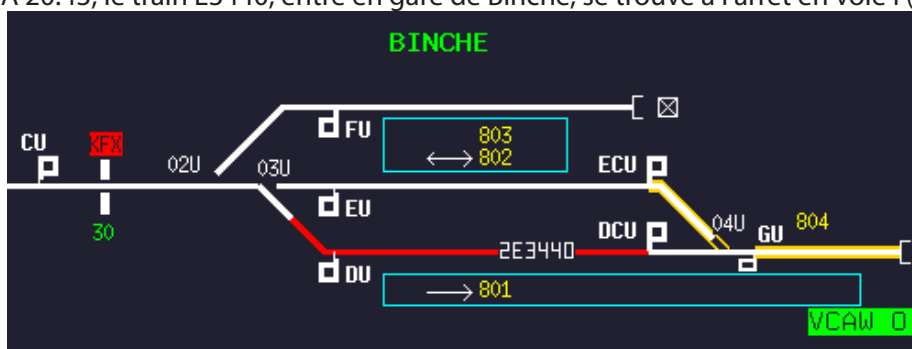 BINCHE
CU
KFX
02U
03U
30
FU
803
802
ECU
EU
DCU
04U
GU
804
2E3440
DU
801
VCAW 0